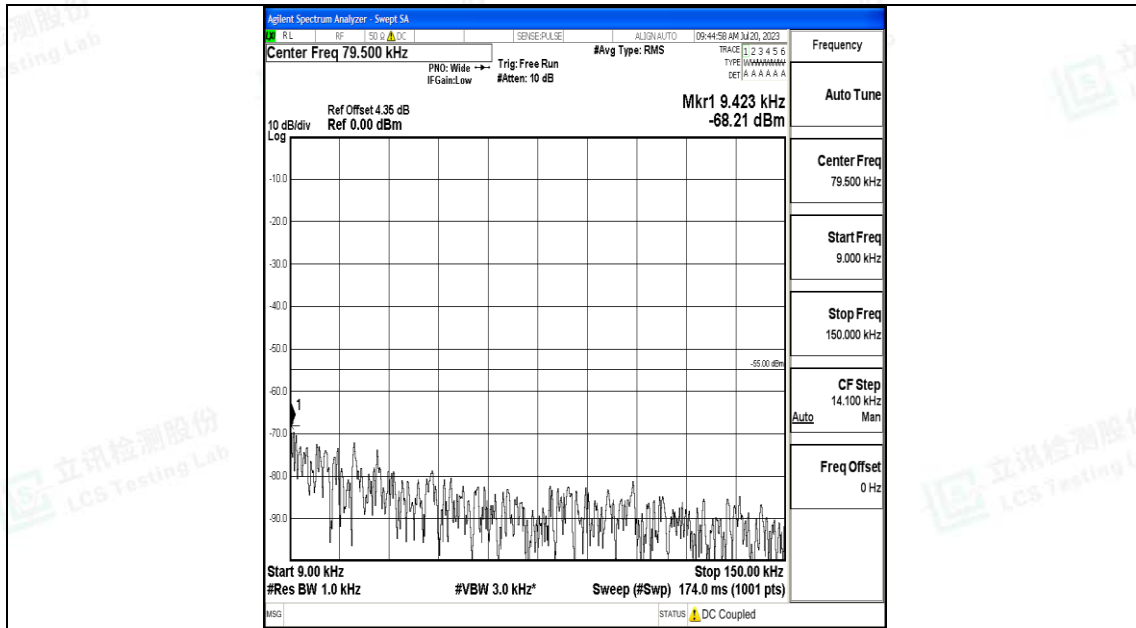 Agilent Spectrum Analyzer - Swept SA
RL RF 50 Ω DC SENSE:PULSE ALIGN AUTO 09:44:58 AM Jul 20, 2023
Center Freq 79.500 kHz
PNO: Wide
IFGain:Low
Trig: Free Run
#Atten: 10 dB
#Avg Type: RMS
TRACE 1 2 3 4 5 6
TYPE
DET A A A A A A
Frequency
Auto Tune
Mkr1 9.423 kHz
-68.21 dBm
Ref Offset 4.35 dB
10 dB/div Ref 0.00 dBm
Log
-10.0
-20.0
-30.0
-40.0
-50.0
-60.0
-70.0
-80.0
-90.0
-55.00 dBm
1
Center Freq
79.500 kHz
Start Freq
9.000 kHz
Stop Freq
150.000 kHz
CF Step
14.100 kHz
Auto Man
Freq Offset
0 Hz
Start 9.00 kHz Stop 150.00 kHz
#Res BW 1.0 kHz #VBW 3.0 kHz* Sweep (#Swp) 174.0 ms (1001 pts)
MSG STATUS DC Coupled
立讯检测股份
LCS Testing Lab